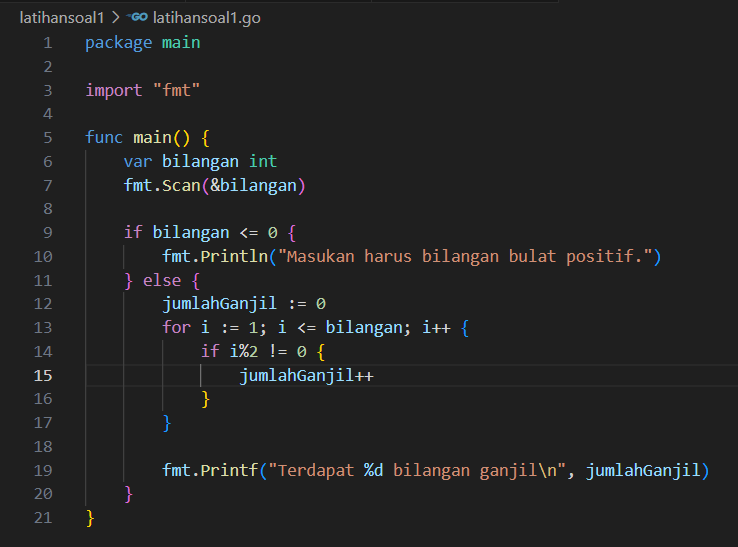 latihansoal1 > GO latihansoal1.go
1 package main
2
3 import "fmt"
4
5 func main() {
6     var bilangan int
7     fmt.Scan(&bilangan)
8
9     if bilangan <= 0 {
10         fmt.Println("Masukan harus bilangan bulat positif.")
11     } else {
12         jumlahGanjil := 0
13         for i := 1; i <= bilangan; i++ {
14             if i%2 != 0 {
15                 jumlahGanjil++
16             }
17         }
18
19         fmt.Printf("Terdapat %d bilangan ganjil\n", jumlahGanjil)
20     }
21 }